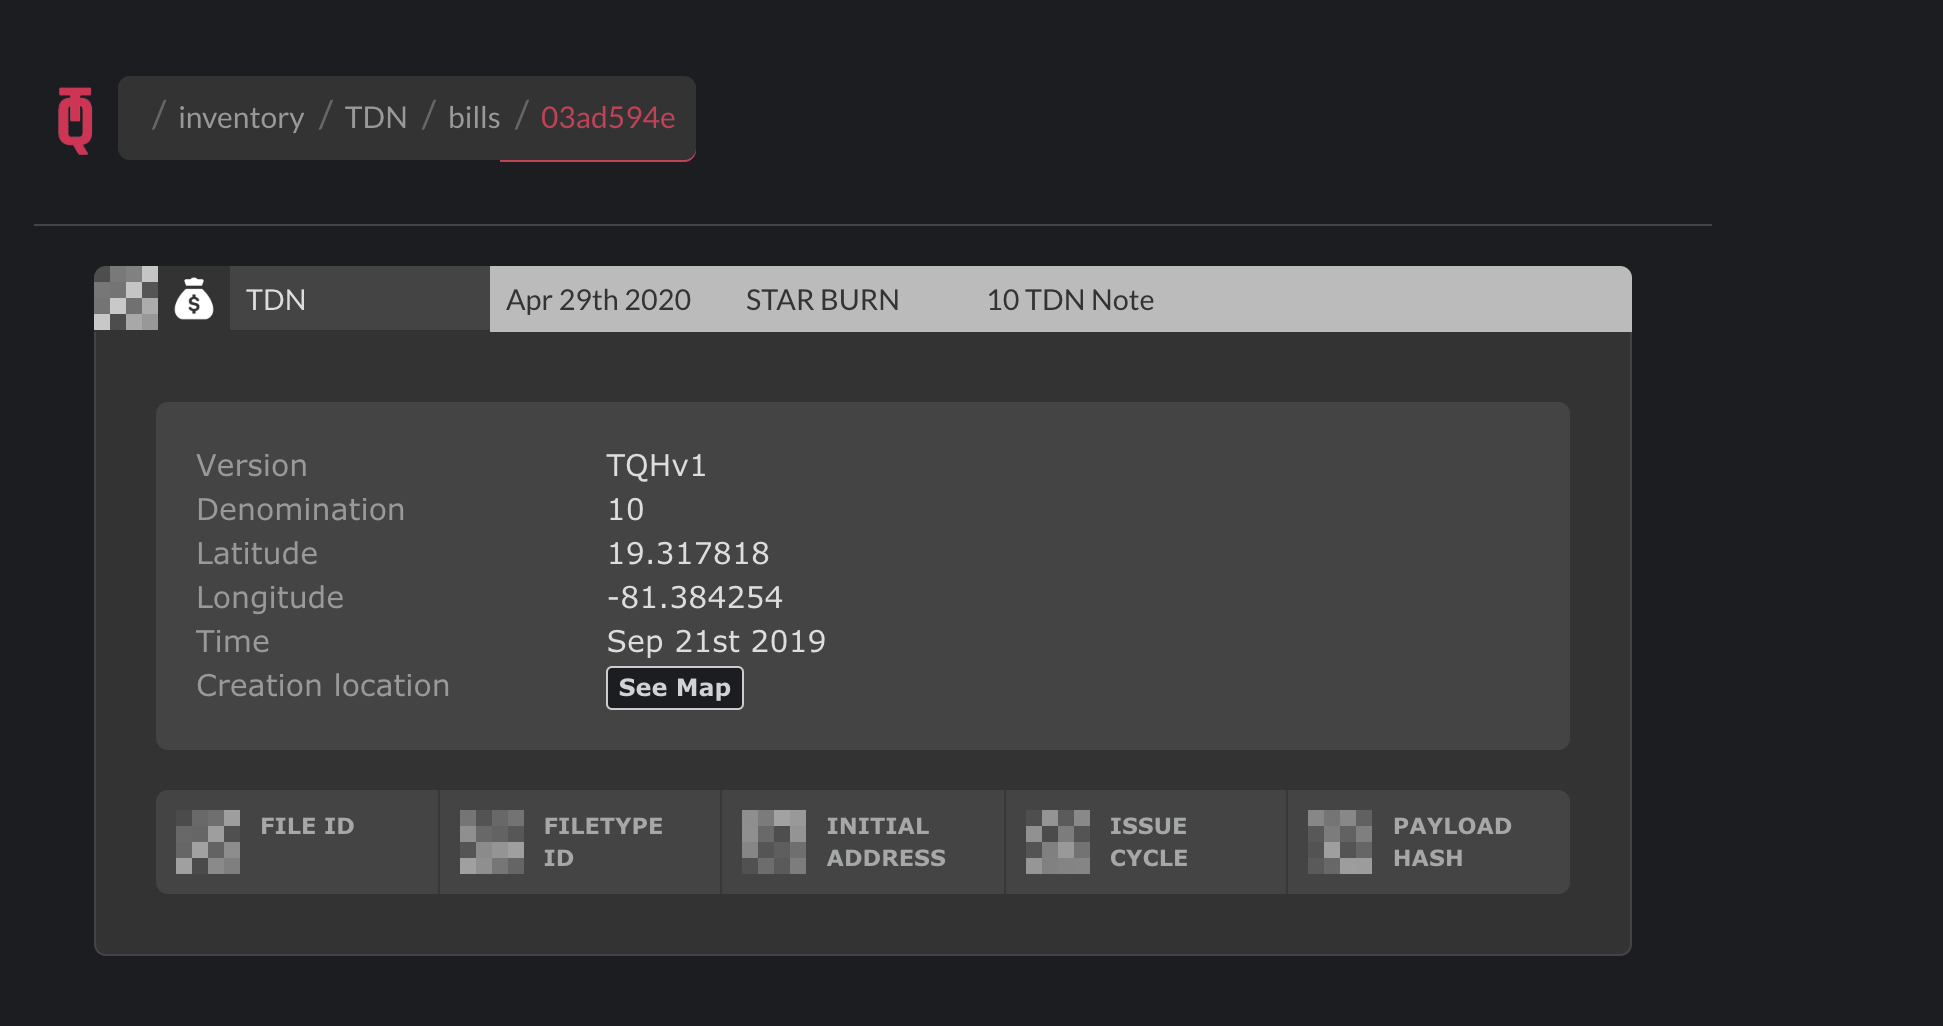 / inventory / TDN / bills / 03ad594e
TDN Apr 29th 2020 STAR BURN 10 TDN Note
Version TQHv1
Denomination 10
Latitude 19.317818
Longitude -81.384254
Time Sep 21st 2019
Creation location See Map
FILE ID
FILETYPE
ID
INITIAL
ADDRESS
ISSUE
CYCLE
PAYLOAD
HASH